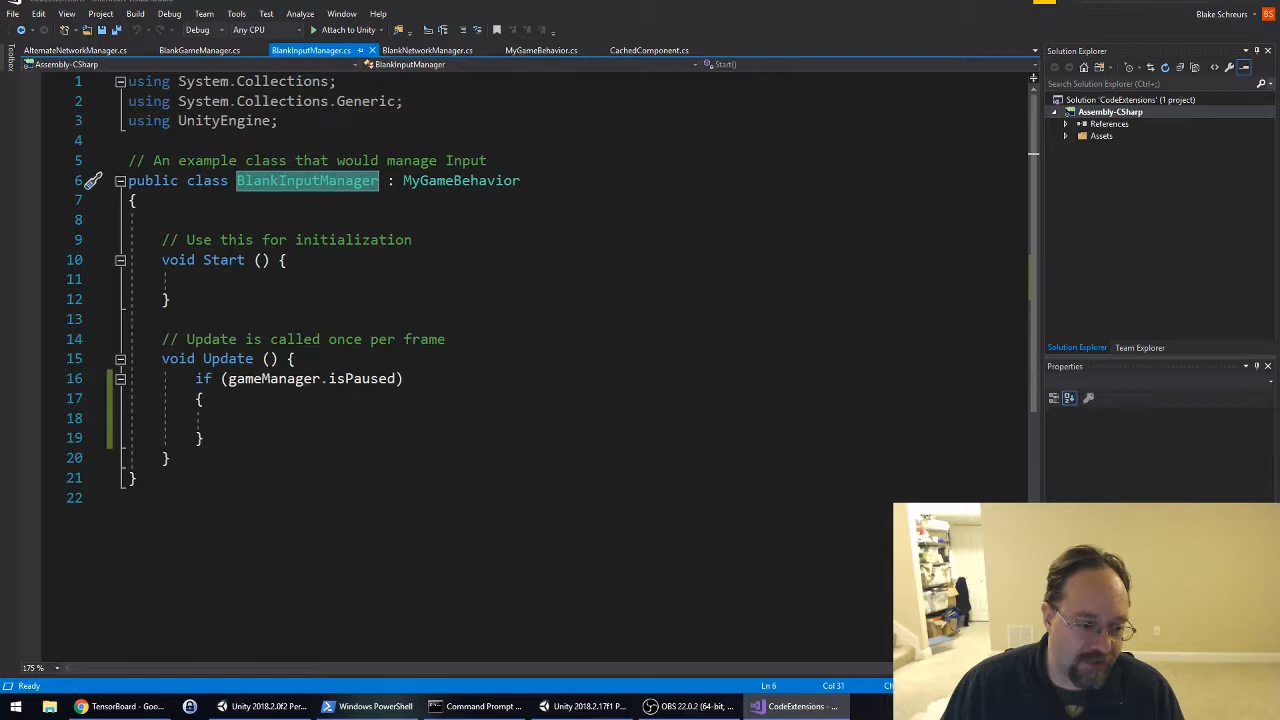 File Edit View Project Build Debug Team Tools Test Analyze Window Help
Blake Schreurs BS
Debug Any CPU Attach to Unity
AlternateNetworkManager.cs BlankGameManager.cs BlankInputManager.cs BlankNetworkManager.cs MyGameBehavior.cs CachedComponent.cs
Toolbox
Assembly-CSharp BlankInputManager Start()
1 using System.Collections;
2 using System.Collections.Generic;
3 using UnityEngine;
4
5 // An example class that would manage Input
6 public class BlankInputManager : MyGameBehavior
7 {
8
9 // Use this for initialization
10 void Start () {
11
12 }
13
14 // Update is called once per frame
15 void Update () {
16 if (gameManager.isPaused)
17 {
18
19 }
20 }
21 }
22
175 %
Solution Explorer
Search Solution Explorer (Ctrl+;)
Solution 'CodeExtensions' (1 project)
Assembly-CSharp
References
Assets
Solution Explorer Team Explorer
Properties
Ready Ln 6 Col 31
TensorBoard - Goo... Unity 2018.2.0f2 Per... Windows PowerShell Command Prompt ... Unity 2018.2.17f1 P... OBS 22.0.2 (64-bit, ... CodeExtensions - ...